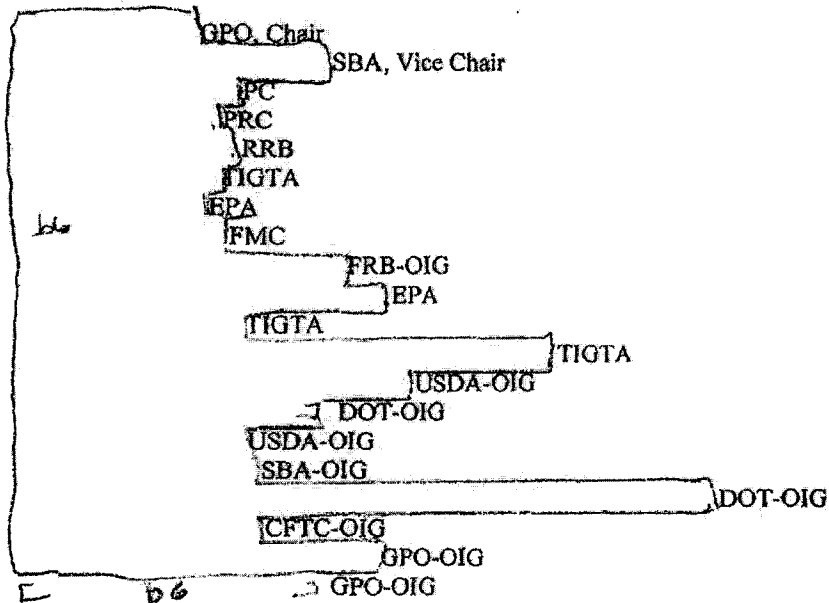 GPO, Chair
SBA, Vice Chair
PC
PRC
RRB
TIGTA
EPA
b6
FMC
FRB-OIG
EPA
TIGTA
TIGTA
USDA-OIG
DOT-OIG
USDA-OIG
SBA-OIG
DOT-OIG
CFTC-OIG
GPO-OIG
b6 GPO-OIG